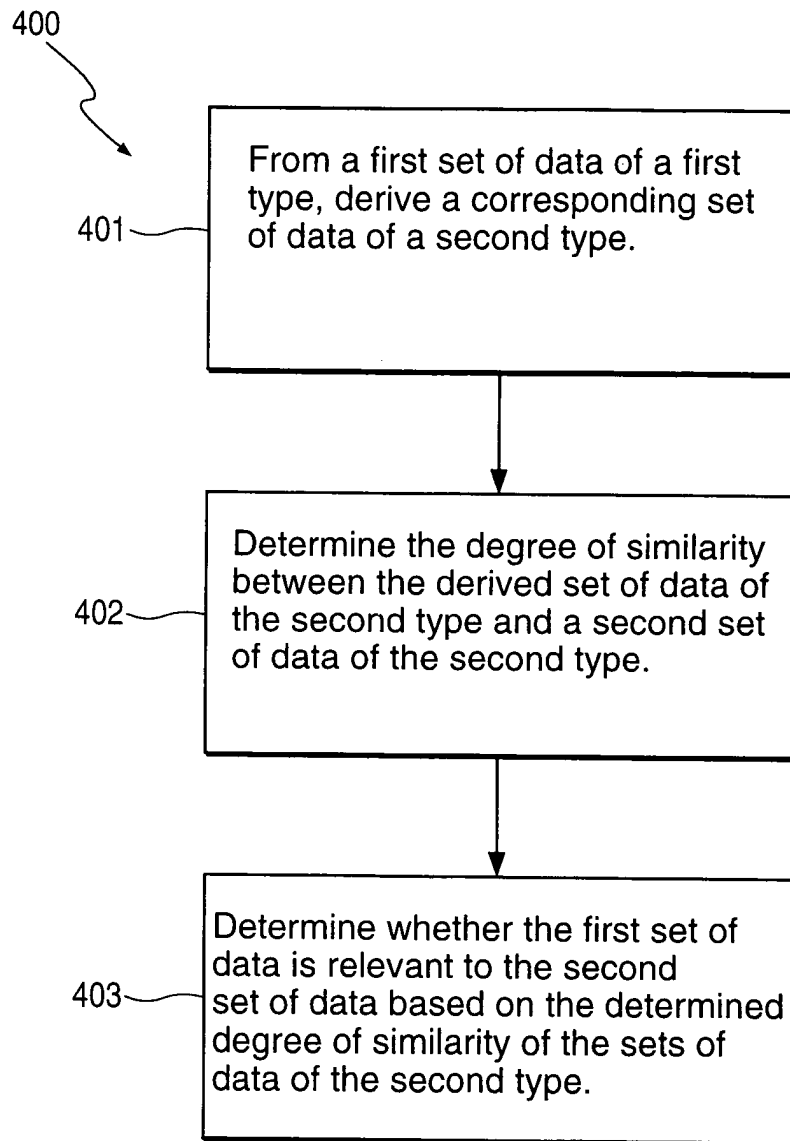 400
401
From a first set of data of a first
type, derive a corresponding set
of data of a second type.
402
Determine the degree of similarity
between the derived set of data of
the second type and a second set
of data of the second type.
403
Determine whether the first set of
data is relevant to the second
set of data based on the determined
degree of similarity of the sets of
data of the second type.